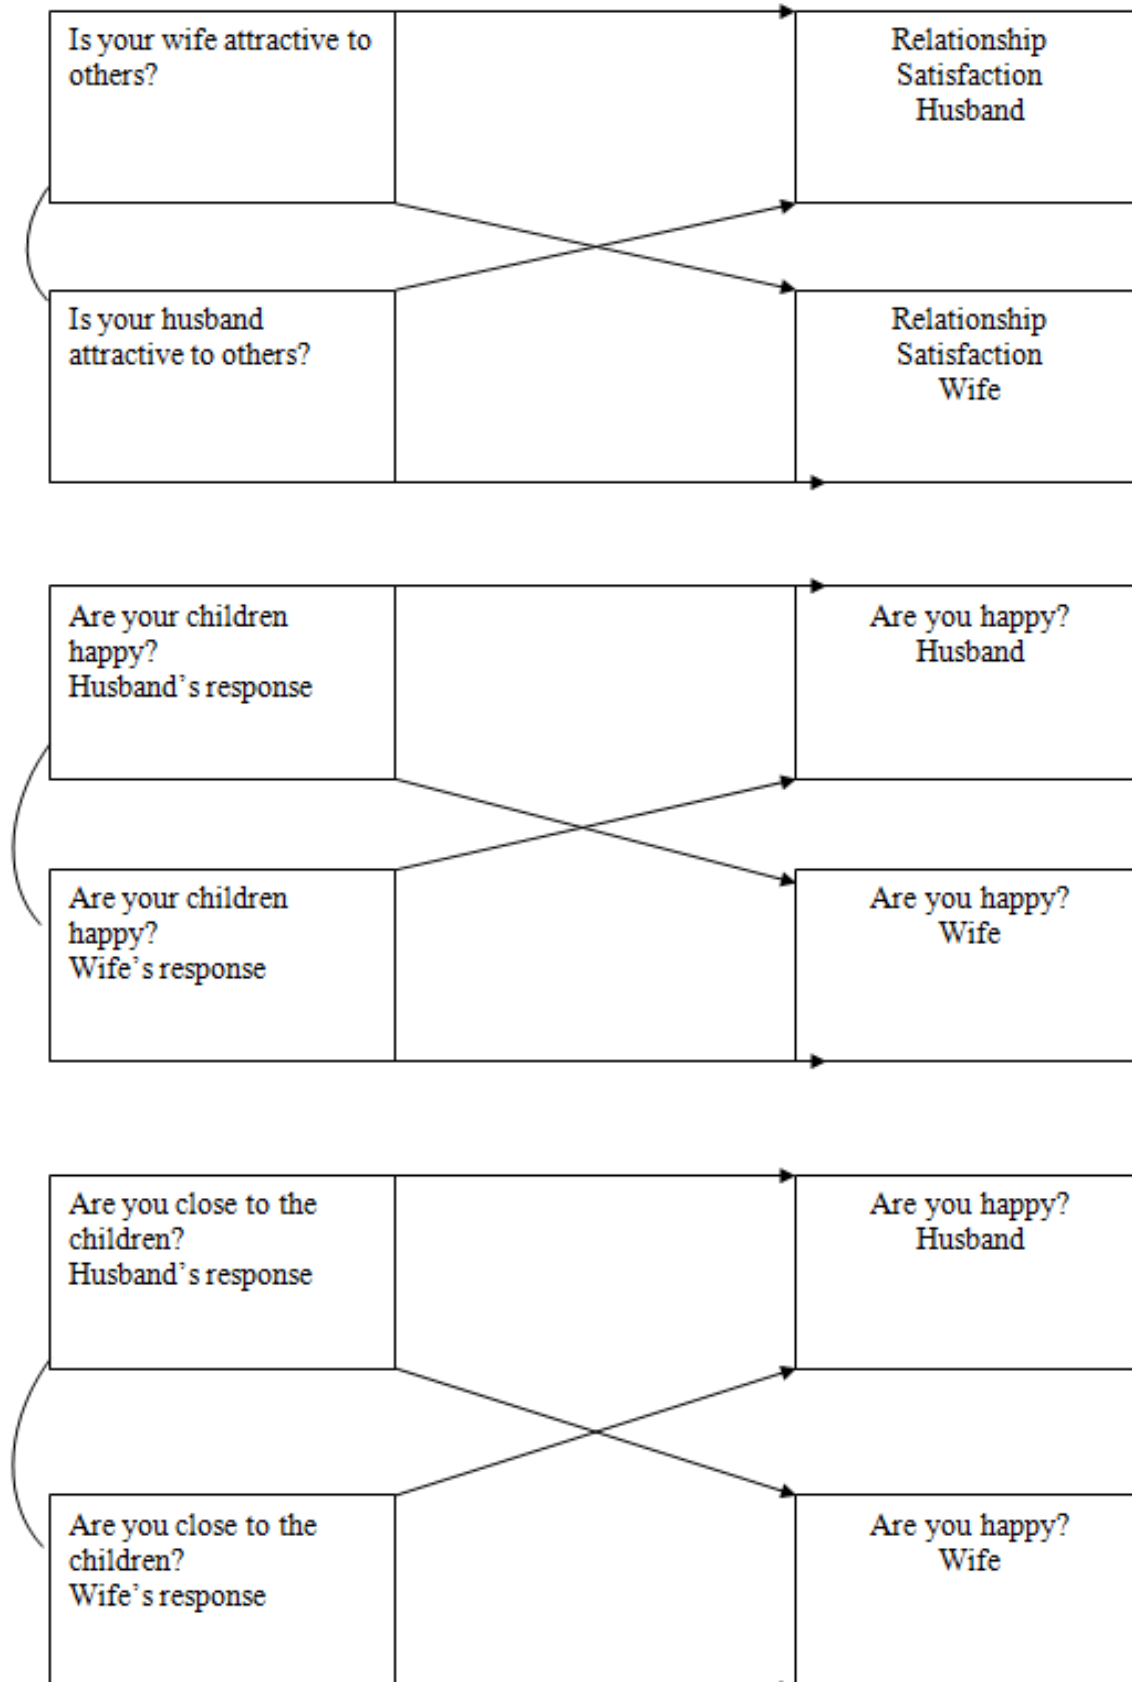 Is your wife attractive to
others?
Relationship
Satisfaction
Husband
Is your husband
attractive to others?
Relationship
Satisfaction
Wife
Are your children
happy?
Husband’s response
Are you happy?
Husband
Are your children
happy?
Wife’s response
Are you happy?
Wife
Are you close to the
children?
Husband’s response
Are you happy?
Husband
Are you close to the
children?
Wife’s response
Are you happy?
Wife